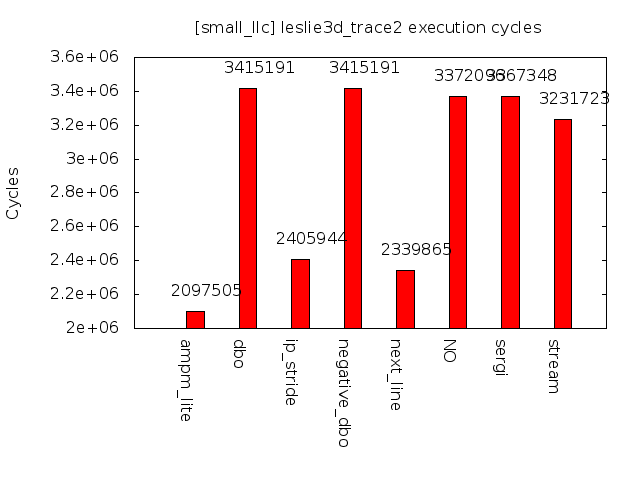 [small_llc] leslie3d_trace2 execution cycles
3.6e+06
3.4e+06
3.2e+06
3e+06
2.8e+06
2.6e+06
2.4e+06
2.2e+06
2e+06
Cycles
2097505
3415191
2405944
3415191
2339865
3372096
3367348
3231723
ampm_lite
dbo
ip_stride
negative_dbo
next_line
NO
sergi
stream